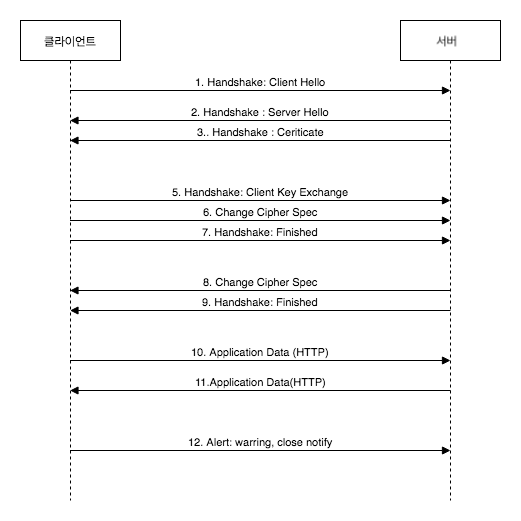 클라이언트
서버
1. Handshake: Client Hello
2. Handshake : Server Hello
3.. Handshake : Ceriticate
5. Handshake: Client Key Exchange
6. Change Cipher Spec
7. Handshake: Finished
8. Change Cipher Spec
9. Handshake: Finished
10. Application Data (HTTP)
11.Application Data(HTTP)
12. Alert: warring, close notify